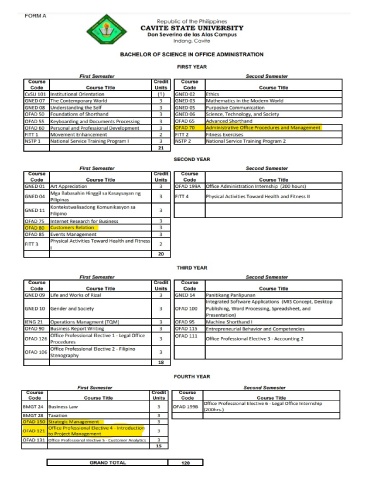 FORM A
Republic of the Philippines
CAVITE STATE UNIVERSITY
Don Severino de las Alas Campus
Indang, Cavite
BACHELOR OF SCIENCE IN OFFICE ADMINISTRATION
FIRST YEAR
First Semester Second Semester
Course Code Course Title Credit Units Course Code Course Title
CvSU 101 Institutional Orientation (1) GNED 02 Ethics
GNED 07 The Contemporary World 3 GNED 03 Mathematics in the Modern World
GNED 08 Understanding the Self 3 GNED 05 Purposive Communication
OFAD 50 Foundations of Shorthand 3 GNED 06 Science, Technology, and Society
OFAD 55 Keyboarding and Documents Processing 3 OFAD 65 Advanced Shorthand
OFAD 60 Personal and Professional Development 3 OFAD 70 Administrative Office Procedures and Management
FITT 1 Movement Enhancement 2 FITT 2 Fitness Exercises
NSTP 1 National Service Training Program I 3 NSTP 2 National Service Training Program 2
21
SECOND YEAR
First Semester Second Semester
Course Code Course Title Credit Units Course Code Course Title
GNED 01 Art Appreciation 3 OFAD 199A Office Administration Internship (300 hours)
GNED 04 Mga Babasahin Hinggil sa Kasaysayan ng Pilipinas 3 FITT 4 Physical Activities Toward Health and Fitness II
GNED 11 Kontekstwalisadong Komunikasyon sa Filipino 3
OFAD 75 Internet Research for Business 3
OFAD 80 Customers Relation 3
OFAD 85 Events Management 3
FITT 3 Physical Activities Toward Health and Fitness 2
20
THIRD YEAR
First Semester Second Semester
Course Code Course Title Credit Units Course Code Course Title
GNED 09 Life and Works of Rizal 3 GNED 14 Panitikang Panlipunan
GNED 10 Gender and Society 3 OFAD 100 Integrated Software Applications (MIS Concept, Desktop Publishing, Word Processing, Spreadsheet, and Presentation)
BENG 21 Operations Management (TQM) 3 OFAD 95 Machine Shorthand I
OFAD 90 Business Report Writing 3 OFAD 115 Entrepreneurial Behavior and Competencies
Office Professional Elective 1 - Legal Office Procedures 3 OFAD 111 Office Professional Elective 3 - Accounting 2
OFAD 106 Office Professional Elective 2 - Filipino Stenography 3
18
FOURTH YEAR
First Semester Second Semester
Course Code Course Title Credit Units Course Code Course Title
BMGT 24 Business Law 3 OFAD 199B Office Professional Elective 6 - Legal Office Internship (200hrs.)
BMGT 28 Taxation 3
Strategic Management 3
OFAD 121 Office Professional Elective 4 - Introduction to Project Management 3
OFAD 131 Office Professional Elective 5 - Customer Analytics 3
15
GRAND TOTAL 126